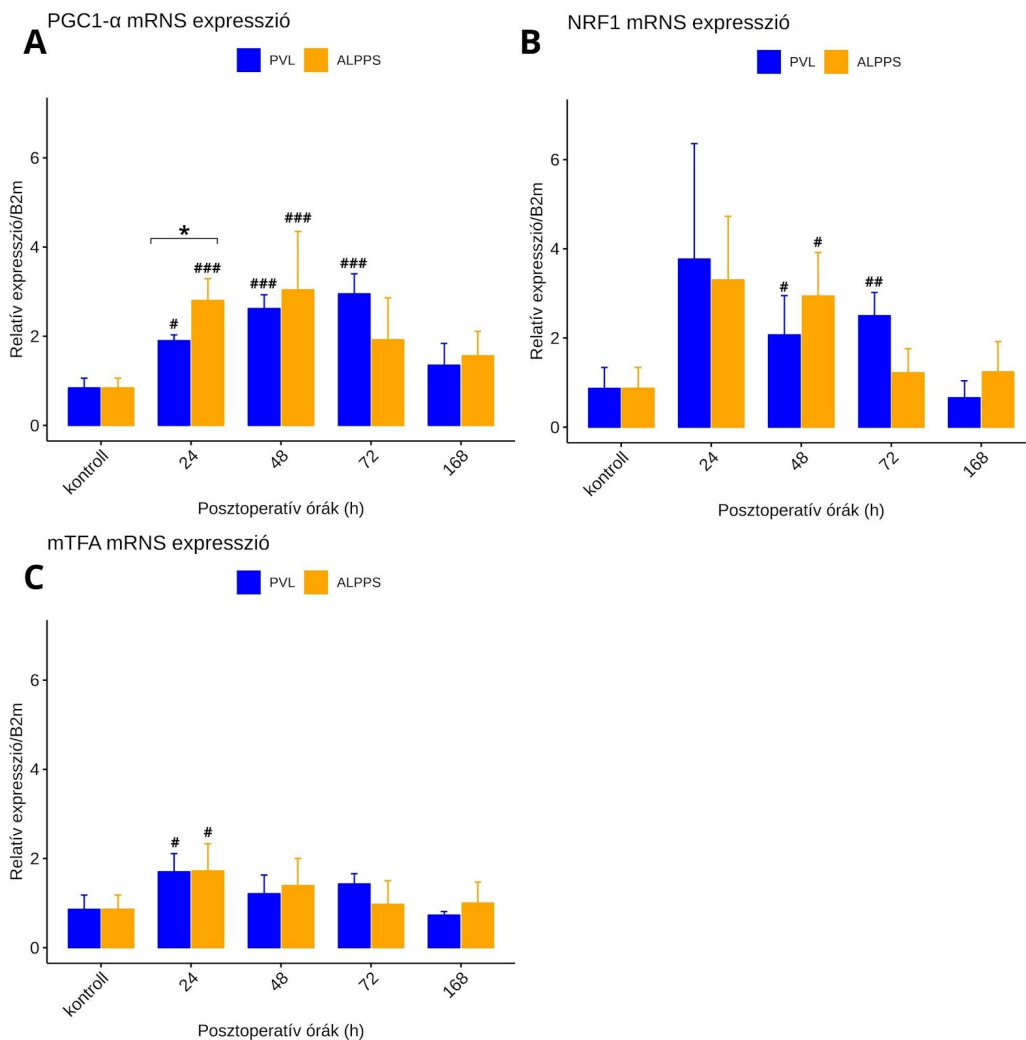 PGC1-α mRNS expresszió
A
PVL ALPPS
Relatív expresszió/B2m
6
4
2
0
*
###
###
###
###
#
kontroll 24 48 72 168
Posztoperatív órák (h)
NRF1 mRNS expresszió
B
PVL ALPPS
Relatív expresszió/B2m
6
4
2
0
#
#
##
kontroll 24 48 72 168
Posztoperatív órák (h)
mTFA mRNS expresszió
C
PVL ALPPS
Relatív expresszió/B2m
6
4
2
0
# #
kontroll 24 48 72 168
Posztoperatív órák (h)